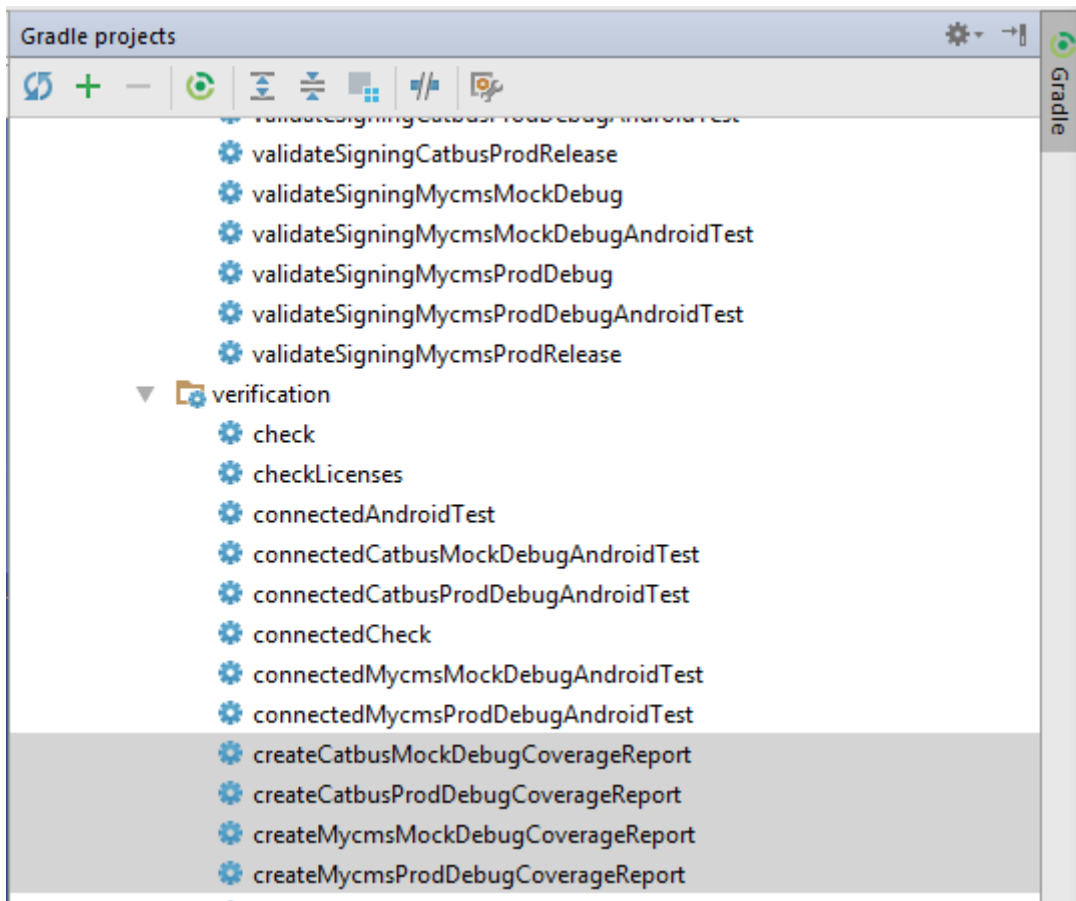 Gradle projects
Gradle
validateSigningCatbusProdDebugAndroidTest
validateSigningCatbusProdRelease
validateSigningMycmsMockDebug
validateSigningMycmsMockDebugAndroidTest
validateSigningMycmsProdDebug
validateSigningMycmsProdDebugAndroidTest
validateSigningMycmsProdRelease
verification
check
checkLicenses
connectedAndroidTest
connectedCatbusMockDebugAndroidTest
connectedCatbusProdDebugAndroidTest
connectedCheck
connectedMycmsMockDebugAndroidTest
connectedMycmsProdDebugAndroidTest
createCatbusMockDebugCoverageReport
createCatbusProdDebugCoverageReport
createMycmsMockDebugCoverageReport
createMycmsProdDebugCoverageReport